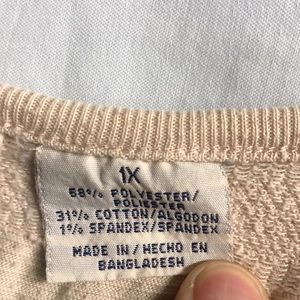 1X
68% POLYESTER/
POLIESTER
31% COTTON/ALGODON
1% SPANDEX/SPANDEX
MADE IN / HECHO EN
BANGLADESH